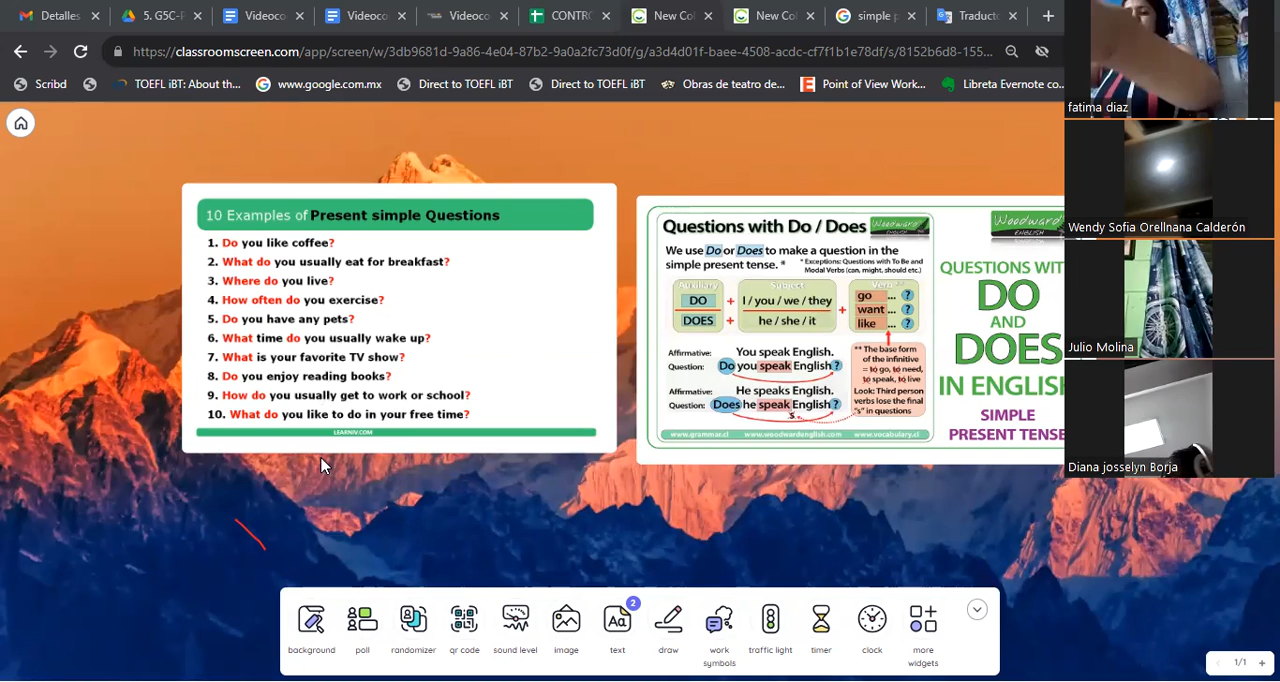 Detalles
5. G5C-F
Videoco
Videoco
Videoco
CONTRC
New Col
New Col
simple p
Traducto
https://classroomscreen.com/app/screen/w/3db9681d-9a86-4e04-87b2-9a0a2fc73d0f/g/a3d4d01f-baee-4508-acdc-cf7f1b1e78df/s/8152b6d8-155...
Scribd
TOEFL iBT: About th...
www.google.com.mx
Direct to TOEFL iBT
Direct to TOEFL iBT
Obras de teatro de...
Point of View Work...
Libreta Evernote co...
fatima diaz
Wendy Sofia Orellnana Calderón
Julio Molina
Diana josselyn Borja
10 Examples of Present simple Questions
1. Do you like coffee?
2. What do you usually eat for breakfast?
3. Where do you live?
4. How often do you exercise?
5. Do you have any pets?
6. What time do you usually wake up?
7. What is your favorite TV show?
8. Do you enjoy reading books?
9. How do you usually get to work or school?
10. What do you like to do in your free time?
LEARNIV.COM
Questions with Do / Does
Woodward
ENGLISH
We use Do or Does to make a question in the
simple present tense. *
* Exceptions: Questions with To Be and
Modal Verbs (can, might, should etc.)
Auxiliary
Subject
Verb **
DO + I / you / we / they
DOES + he / she / it
+
go ... ?
want ... ?
like ... ?
Affirmative: You speak English.
Question: Do you speak English?
Affirmative: He speaks English.
Question: Does he speak English?
s
** The base form
of the infinitive
= to go, to need,
to speak, to live
Look: Third person
verbs lose the final
"s" in questions
www.grammar.cl www.woodwardenglish.com www.vocabulary.cl
Woodward
QUESTIONS WIT
DO
AND
DOES
IN ENGLISH
SIMPLE
PRESENT TENSE
background
poll
randomizer
qr code
sound level
image
2
text
draw
work
symbols
traffic light
timer
clock
more
widgets
1/1